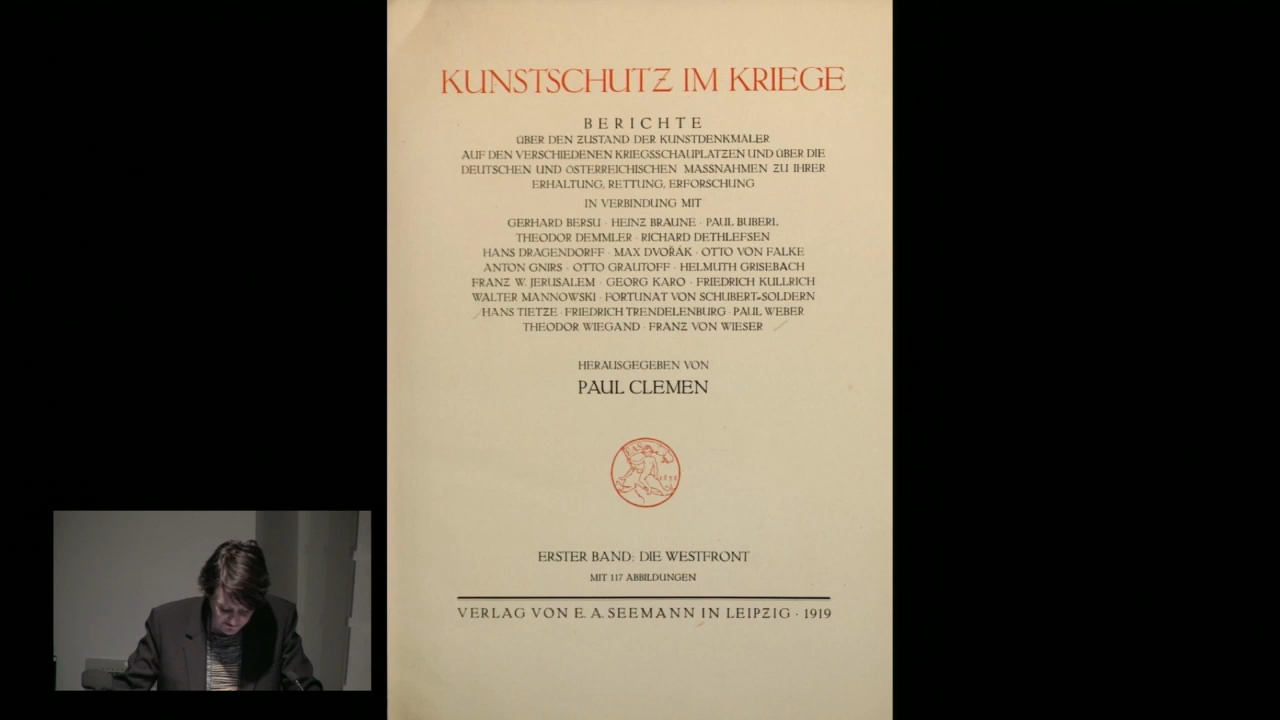 KUNSTSCHUTZ IM KRIEGE
BERICHTE
ÜBER DEN ZUSTAND DER KUNSTDENKMÄLER
AUF DEN VERSCHIEDENEN KRIEGSSCHAUPLÄTZEN UND ÜBER DIE
DEUTSCHEN UND ÖSTERREICHISCHEN MASSNAHMEN ZU IHRER
ERHALTUNG, RETTUNG, ERFORSCHUNG
IN VERBINDUNG MIT
GERHARD BERSU · HEINZ BRAUNE · PAUL BUBERL
THEODOR DEMMLER · RICHARD DETHLEFSEN
HANS DRAGENDORFF · MAX DVOŘÁK · OTTO VON FALKE
ANTON GNIRS · OTTO GRAUTOFF · HELMUTH GRISEBACH
FRANZ W. JERUSALEM · GEORG KARO · FRIEDRICH KULLRICH
WALTER MANNOWSKI · FORTUNAT VON SCHUBERT-SOLDERN
HANS TIETZE · FRIEDRICH TRENDELENBURG · PAUL WEBER
THEODOR WIEGAND · FRANZ VON WIESER
HERAUSGEGEBEN VON
PAUL CLEMEN
ERSTER BAND: DIE WESTFRONT
MIT 117 ABBILDUNGEN
VERLAG VON E. A. SEEMANN IN LEIPZIG · 1919